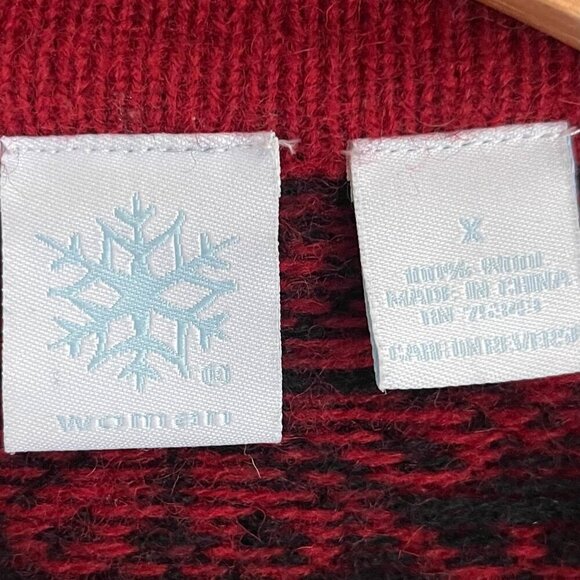 ®
woman
X
100% WOOL
MADE IN CHINA
CARE ON REVERSE